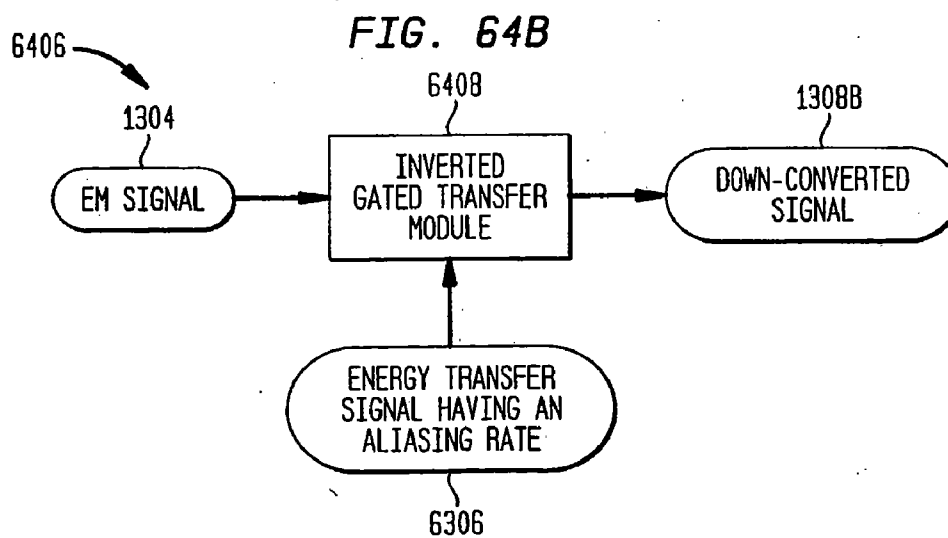 FIG. 64B
6406
1304
6408
1308B
EM SIGNAL
INVERTED
GATED TRANSFER
MODULE
DOWN-CONVERTED
SIGNAL
ENERGY TRANSFER
SIGNAL HAVING AN
ALIASING RATE
6306